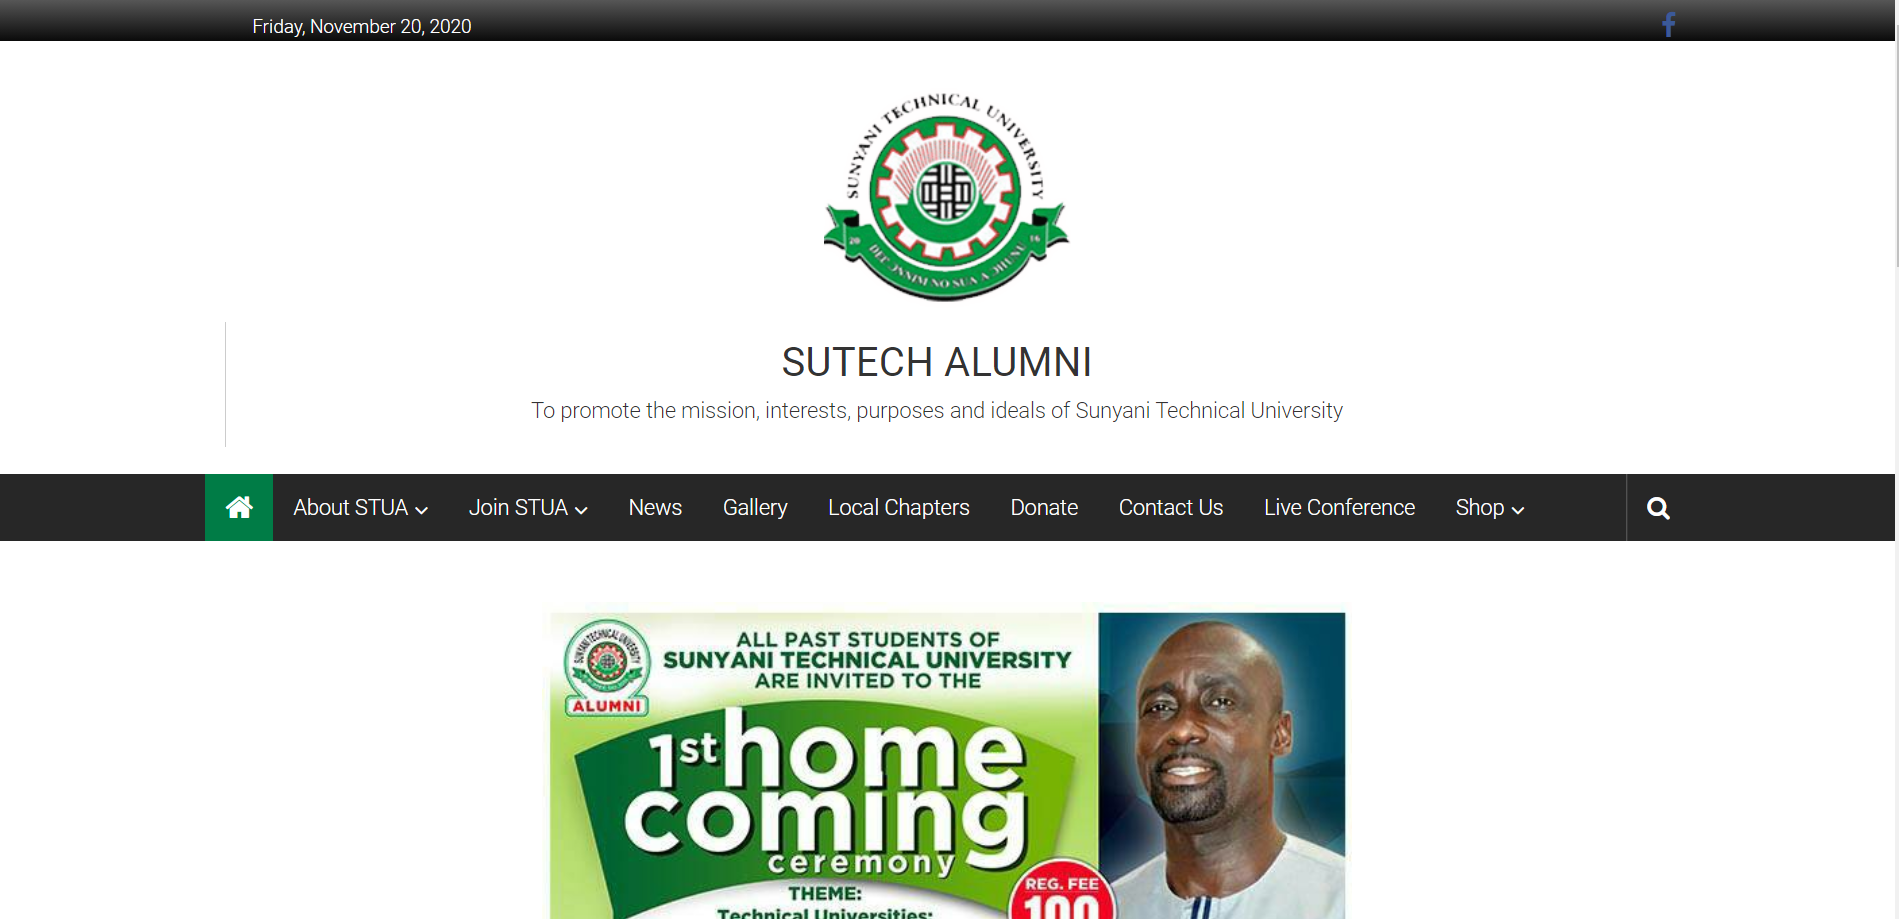 Friday, November 20, 2020
SUNYANI TECHNICAL UNIVERSITY
20 16
SUTECH ALUMNI
To promote the mission, interests, purposes and ideals of Sunyani Technical University
About STUA Join STUA News Gallery Local Chapters Donate Contact Us Live Conference Shop
SUNYANI TECHNICAL UNIVERSITY
ALUMNI
ALL PAST STUDENTS OF
SUNYANI TECHNICAL UNIVERSITY
ARE INVITED TO THE
1st home
coming
ceremony
THEME:
Technical Universities:
REG. FEE
100